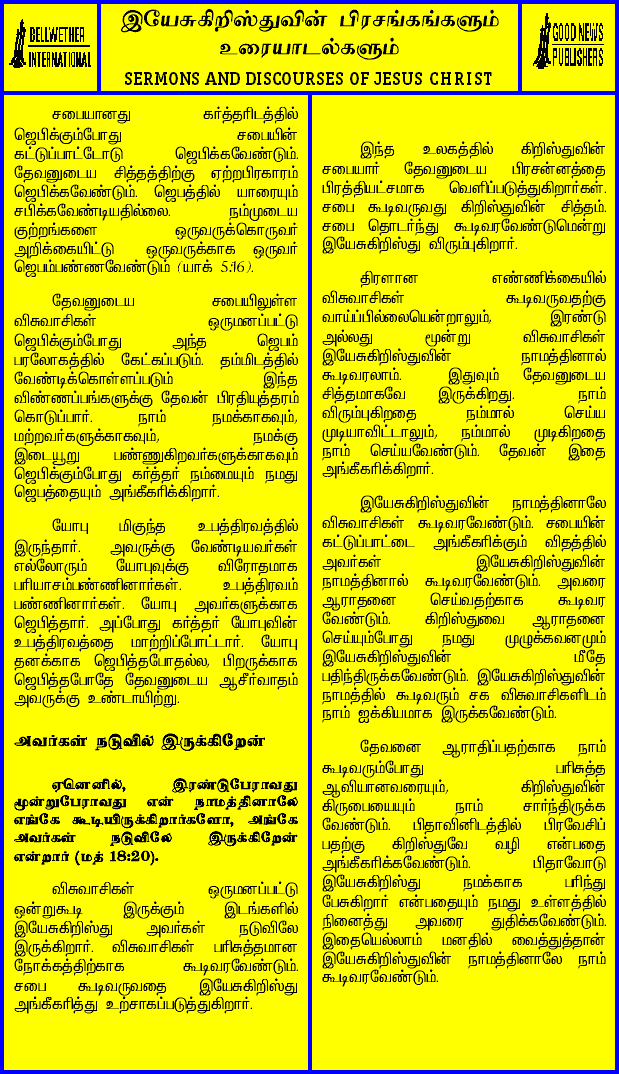 BELLWETHER
INTERNATIONAL
இயேசுகிறிஸ்துவின் பிரசங்கங்களும்
உரையாடல்களும்
SERMONS AND DISCOURSES OF JESUS CHRIST
GOOD NEWS
PUBLISHERS
சபையானது கர்த்தரிடத்தில்
ஜெபிக்கும்போது சபையின்
கட்டுப்பாட்டோடு ஜெபிக்கவேண்டும்.
தேவனுடைய சித்தத்திற்கு ஏற்றபிரகாரம்
ஜெபிக்கவேண்டும். ஜெபத்தில் யாரையும்
சபிக்கவேண்டியதில்லை. நம்முடைய
குற்றங்களை ஒருவருக்கொருவர்
அறிக்கையிட்டு ஒருவருக்காக ஒருவர்
ஜெபம்பண்ணவேண்டும் (யாக் 5:16).
தேவனுடைய சபையிலுள்ள
விசுவாசிகள் ஒருமனப்பட்டு
ஜெபிக்கும்போது அந்த ஜெபம்
பரலோகத்தில் கேட்கப்படும். தம்மிடத்தில்
வேண்டிக்கொள்ளப்படும் இந்த
விண்ணப்பங்களுக்கு தேவன் பிரதியுத்தரம்
கொடுப்பார். நாம் நமக்காகவும்,
மற்றவர்களுக்காகவும், நமக்கு
இடையூறு பண்ணுகிறவர்களுக்காகவும்
ஜெபிக்கும்போது கர்த்தர் நம்மையும் நமது
ஜெபத்தையும் அங்கீகரிக்கிறார்.
யோபு மிகுந்த உபத்திரவத்தில்
இருந்தார். அவருக்கு வேண்டியவர்கள்
எல்லோரும் யோபுவுக்கு விரோதமாக
பரியாசம்பண்ணினார்கள். உபத்திரவம்
பண்ணினார்கள். யோபு அவர்களுக்காக
ஜெபித்தார். அப்போது கர்த்தர் யோபுவின்
உபத்திரவத்தை மாற்றிப்போட்டார். யோபு
தனக்காக ஜெபித்தபோதல்ல, பிறருக்காக
ஜெபித்தபோதே தேவனுடைய ஆசீர்வாதம்
அவருக்கு உண்டாயிற்று.
அவர்கள் நடுவில் இருக்கிறேன்
ஏனெனில், இரண்டுபேராவது
மூன்றுபேராவது என் நாமத்தினாலே
எங்கே கூடியிருக்கிறார்களோ, அங்கே
அவர்கள் நடுவிலே இருக்கிறேன்
என்றார் (மத் 18:20).
விசுவாசிகள் ஒருமனப்பட்டு
ஒன்றுகூடி இருக்கும் இடங்களில்
இயேசுகிறிஸ்து அவர்கள் நடுவிலே
இருக்கிறார். விசுவாசிகள் பரிசுத்தமான
நோக்கத்திற்காக கூடிவரவேண்டும்.
சபை கூடிவருவதை இயேசுகிறிஸ்து
அங்கீகரித்து உற்சாகப்படுத்துகிறார்.
இந்த உலகத்தில் கிறிஸ்துவின்
சபையார் தேவனுடைய பிரசன்னத்தை
பிரத்தியட்சமாக வெளிப்படுத்துகிறார்கள்.
சபை கூடிவருவது கிறிஸ்துவின் சித்தம்.
சபை தொடர்ந்து கூடிவரவேண்டுமென்று
இயேசுகிறிஸ்து விரும்புகிறார்.
திரளான எண்ணிக்கையில்
விசுவாசிகள் கூடிவருவதற்கு
வாய்ப்பில்லையென்றாலும், இரண்டு
அல்லது மூன்று விசுவாசிகள்
இயேசுகிறிஸ்துவின் நாமத்தினால்
கூடிவரலாம். இதுவும் தேவனுடைய
சித்தமாகவே இருக்கிறது. நாம்
விரும்புகிறதை நம்மால் செய்ய
முடியாவிட்டாலும், நம்மால் முடிகிறதை
நாம் செய்யவேண்டும். தேவன் இதை
அங்கீகரிக்கிறார்.
இயேசுகிறிஸ்துவின் நாமத்தினாலே
விசுவாசிகள் கூடிவரவேண்டும். சபையின்
கட்டுப்பாட்டை அங்கீகரிக்கும் விதத்தில்
அவர்கள் இயேசுகிறிஸ்துவின்
நாமத்தினால் கூடிவரவேண்டும். அவரை
ஆராதனை செய்வதற்காக கூடிவர
வேண்டும். கிறிஸ்துவை ஆராதனை
செய்யும்போது நமது முழுக்கவனமும்
இயேசுகிறிஸ்துவின் மீதே
பதிந்திருக்கவேண்டும். இயேசுகிறிஸ்துவின்
நாமத்தில் கூடிவரும் சக விசுவாசிகளிடம்
நாம் ஐக்கியமாக இருக்கவேண்டும்.
தேவனை ஆராதிப்பதற்காக நாம்
கூடிவரும்போது பரிசுத்த
ஆவியானவரையும், கிறிஸ்துவின்
கிருபையையும் நாம் சார்ந்திருக்க
வேண்டும். பிதாவினிடத்தில் பிரவேசிப்
பதற்கு கிறிஸ்துவே வழி என்பதை
அங்கீகரிக்கவேண்டும். பிதாவோடு
இயேசுகிறிஸ்து நமக்காக பரிந்து
பேசுகிறார் என்பதையும் நமது உள்ளத்தில்
நினைத்து அவரை துதிக்கவேண்டும்.
இதையெல்லாம் மனதில் வைத்துத்தான்
இயேசுகிறிஸ்துவின் நாமத்தினாலே நாம்
கூடிவரவேண்டும்.